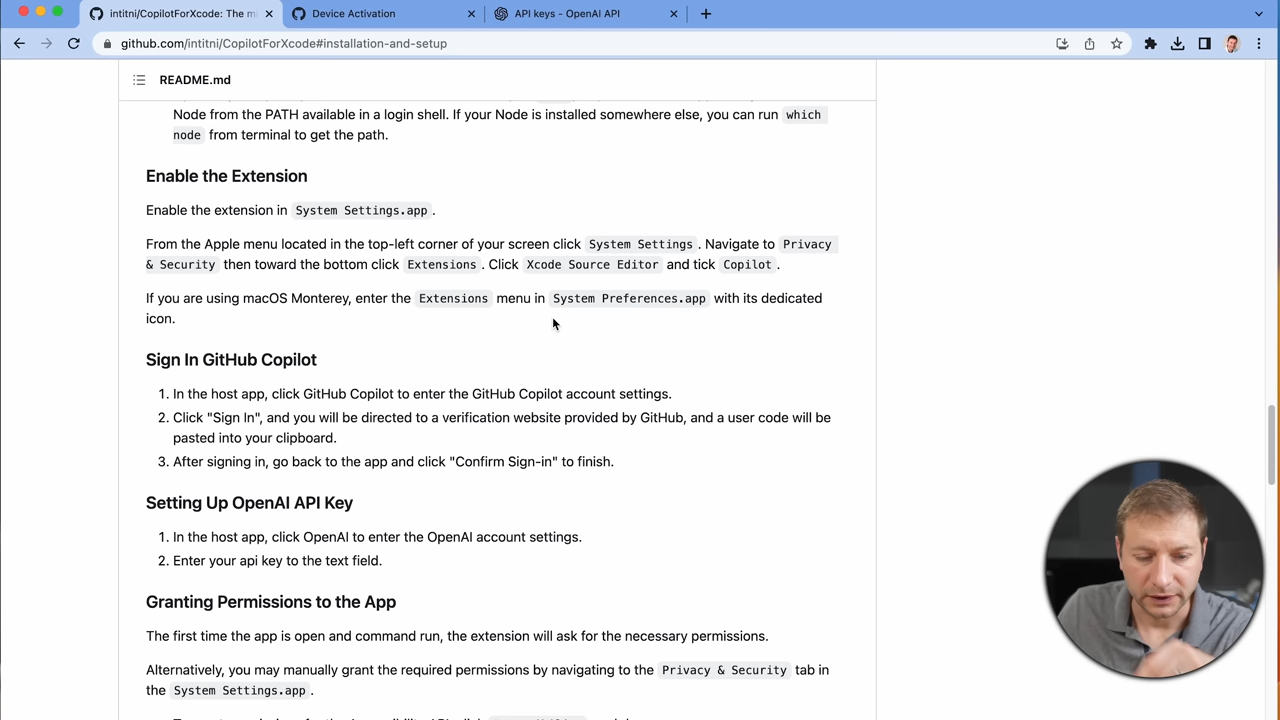 intitni/CopilotForXcode: The mi
Device Activation
API keys - OpenAI API
github.com/intitni/CopilotForXcode#installation-and-setup
README.md
Node from the PATH available in a login shell. If your Node is installed somewhere else, you can run which
node from terminal to get the path.
Enable the Extension
Enable the extension in System Settings.app.
From the Apple menu located in the top-left corner of your screen click System Settings. Navigate to Privacy
& Security then toward the bottom click Extensions. Click Xcode Source Editor and tick Copilot.
If you are using macOS Monterey, enter the Extensions menu in System Preferences.app with its dedicated
icon.
Sign In GitHub Copilot
1. In the host app, click GitHub Copilot to enter the GitHub Copilot account settings.
2. Click "Sign In", and you will be directed to a verification website provided by GitHub, and a user code will be
pasted into your clipboard.
3. After signing in, go back to the app and click "Confirm Sign-in" to finish.
Setting Up OpenAI API Key
1. In the host app, click OpenAI to enter the OpenAI account settings.
2. Enter your api key to the text field.
Granting Permissions to the App
The first time the app is open and command run, the extension will ask for the necessary permissions.
Alternatively, you may manually grant the required permissions by navigating to the Privacy & Security tab in
the System Settings.app.